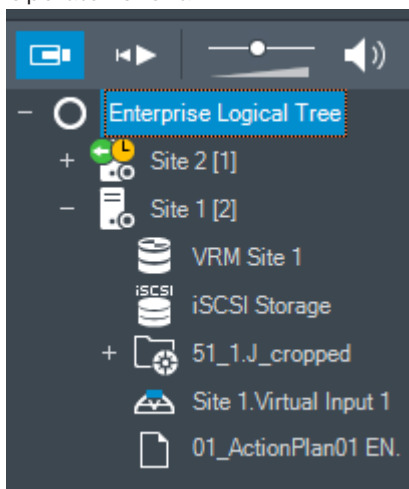 Enterprise Logical Tree
Site 2 [1]
Site 1 [2]
VRM Site 1
iSCSI
iSCSI Storage
51_1.J_cropped
Site 1.Virtual Input 1
01_ActionPlan01 EN.